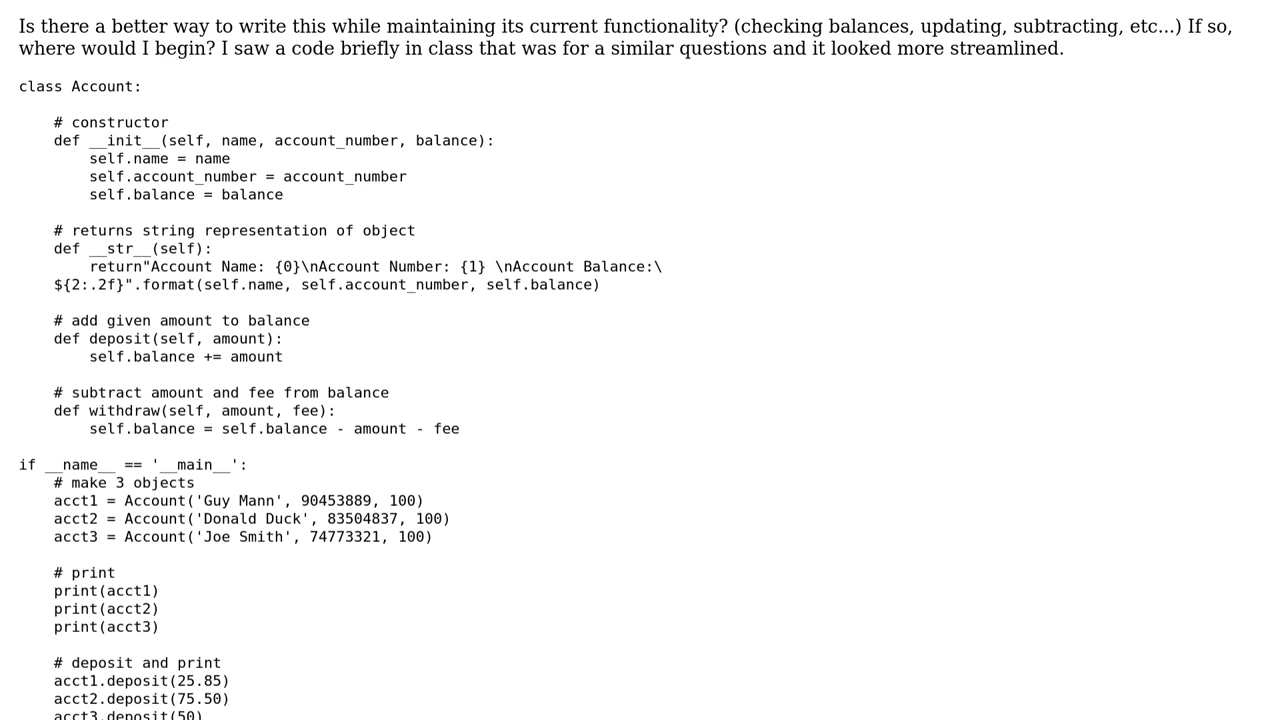 Is there a better way to write this while maintaining its current functionality? (checking balances, updating, subtracting, etc...) If so,
where would I begin? I saw a code briefly in class that was for a similar questions and it looked more streamlined.
class Account:
    # constructor
    def __init__(self, name, account_number, balance):
        self.name = name
        self.account_number = account_number
        self.balance = balance
    # returns string representation of object
    def __str__(self):
        return"Account Name: {0}\nAccount Number: {1} \nAccount Balance:\
    ${2:.2f}".format(self.name, self.account_number, self.balance)
    # add given amount to balance
    def deposit(self, amount):
        self.balance += amount
    # subtract amount and fee from balance
    def withdraw(self, amount, fee):
        self.balance = self.balance - amount - fee
if __name__ == '__main__':
    # make 3 objects
    acct1 = Account('Guy Mann', 90453889, 100)
    acct2 = Account('Donald Duck', 83504837, 100)
    acct3 = Account('Joe Smith', 74773321, 100)
    # print
    print(acct1)
    print(acct2)
    print(acct3)
    # deposit and print
    acct1.deposit(25.85)
    acct2.deposit(75.50)
    acct3.deposit(50)